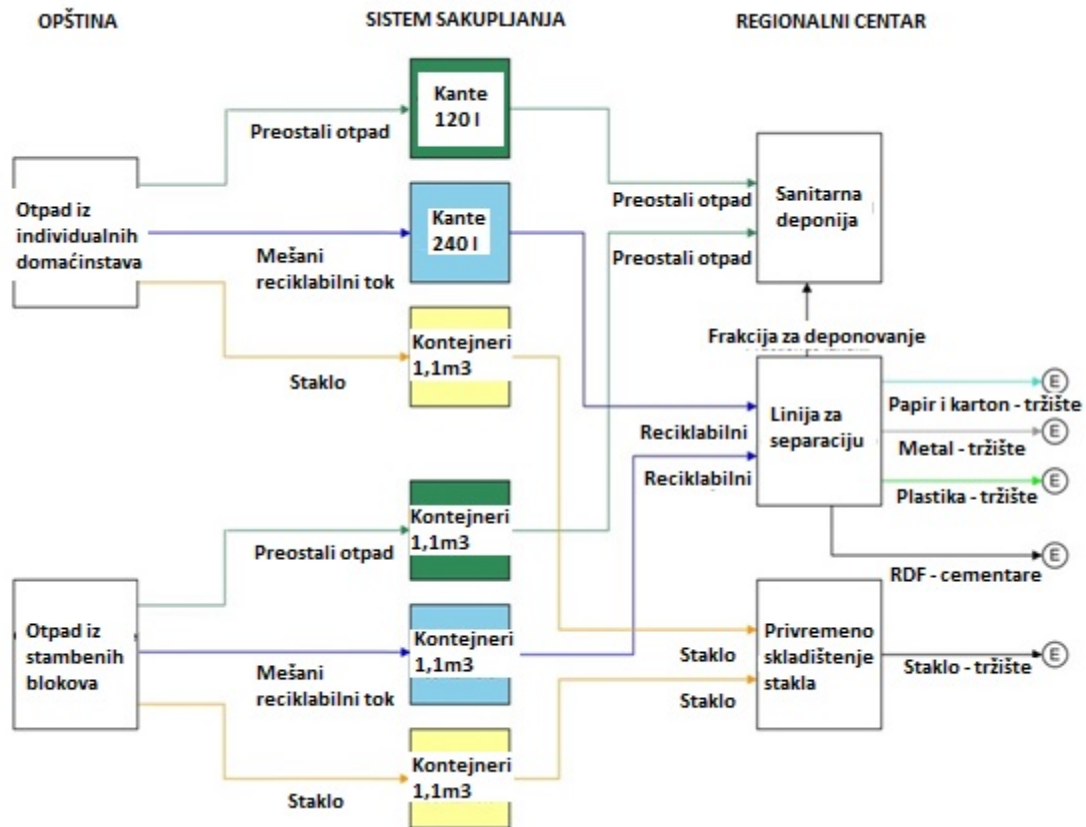 OPŠTINA
SISTEM SAKUPLJANJA
REGIONALNI CENTAR
Kante
120 l
Preostali otpad
Otpad iz
individualnih
domaćinstava
Kante
240 l
Mešani
reciklabilni tok
Kontejneri
1,1m3
Staklo
Preostali otpad
Preostali otpad
Sanitarna
deponija
Frakcija za deponovanje
Linija za
separaciju
Reciklabilni
Reciklabilni
E
Papir i karton - tržište
E
Metal - tržište
E
Plastika - tržište
E
RDF - cementare
Kontejneri
1,1m3
Preostali otpad
Otpad iz
stambenih
blokova
Kontejneri
1,1m3
Mešani
reciklabilni tok
Kontejneri
1,1m3
Staklo
Staklo
Staklo
Privremeno
skladištenje
stakla
E
Staklo - tržište